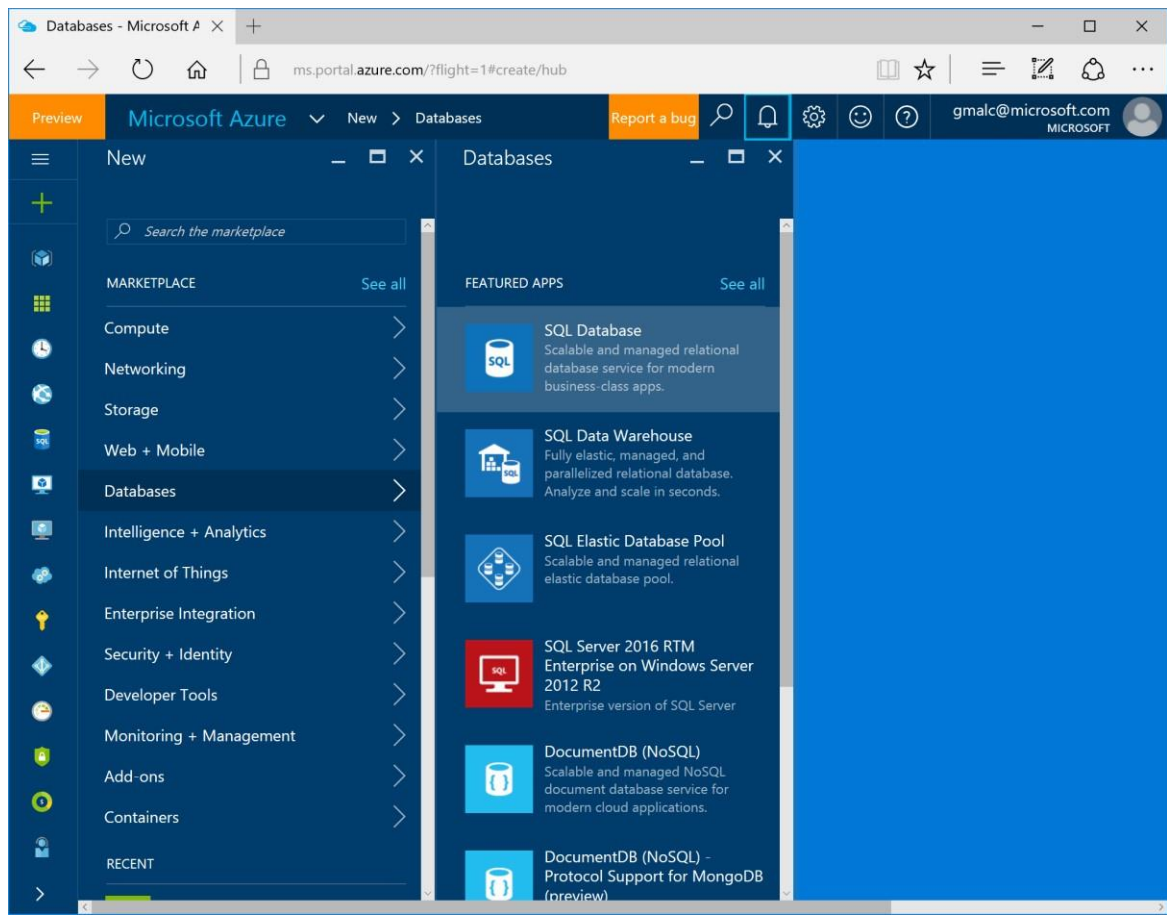 Databases - Microsoft A
ms.portal.azure.com/?flight=1#create/hub
Preview
Microsoft Azure
New > Databases
Report a bug
gmalc@microsoft.com
MICROSOFT
New
Search the marketplace
MARKETPLACE
See all
Compute
Networking
Storage
Web + Mobile
Databases
Intelligence + Analytics
Internet of Things
Enterprise Integration
Security + Identity
Developer Tools
Monitoring + Management
Add-ons
Containers
RECENT
Databases
FEATURED APPS
See all
SQL
SQL Database
Scalable and managed relational
database service for modern
business-class apps.
SQL
SQL Data Warehouse
Fully elastic, managed, and
parallelized relational database.
Analyze and scale in seconds.
SQL Elastic Database Pool
Scalable and managed relational
elastic database pool.
SQL
SQL Server 2016 RTM
Enterprise on Windows Server
2012 R2
Enterprise version of SQL Server
DocumentDB (NoSQL)
Scalable and managed NoSQL
document database service for
modern cloud applications.
DocumentDB (NoSQL) -
Protocol Support for MongoDB
(preview)